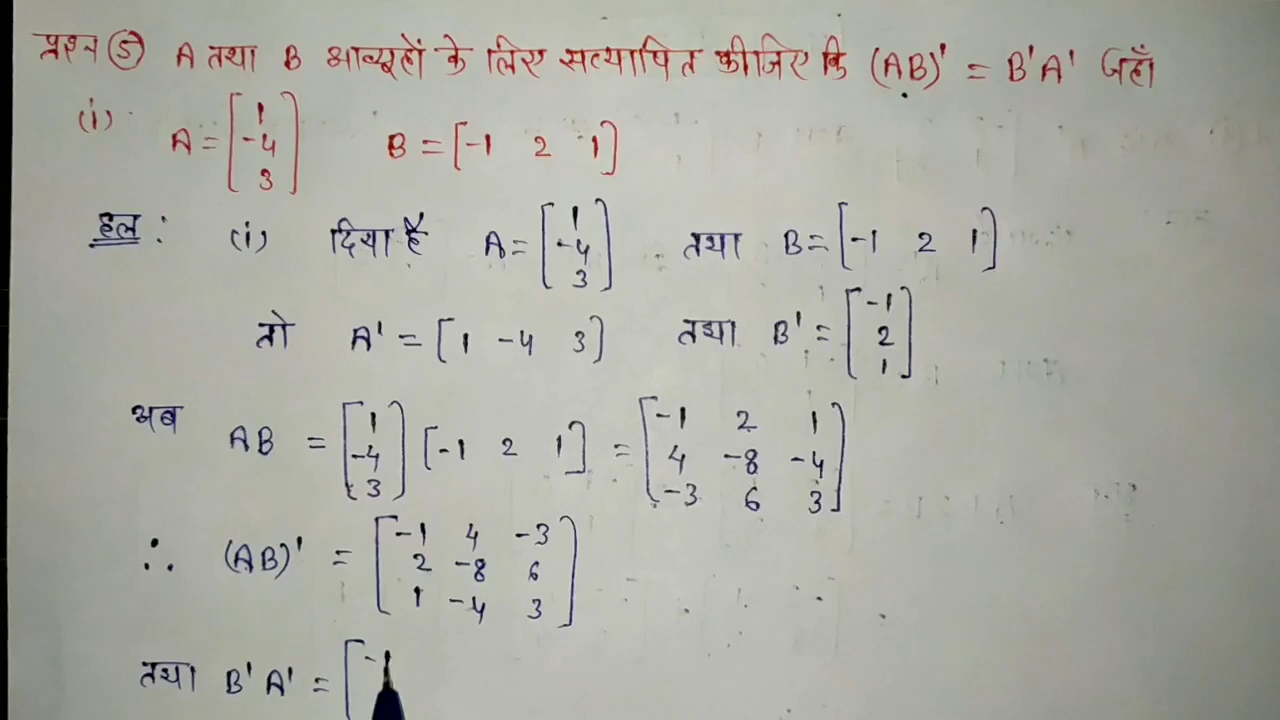 प्रश्न (5) A तथा B आव्यूहों के लिए सत्यापित कीजिए कि (AB)' = B'A' जहाँ
(i) A = [1 -4 3] B = [-1 2 1]
हल : (i) दिया है A = [1 -4 3] तथा B = [-1 2 1]
तो A' = [1 -4 3] तथा B' = [-1 2 1]
अब AB = [1 -4 3] [-1 2 1] = [-1 2 1 4 -8 -4 -3 6 3]
∴ (AB)' = [-1 4 -3 2 -8 6 1 -4 3]
तथा B'A' = [-1